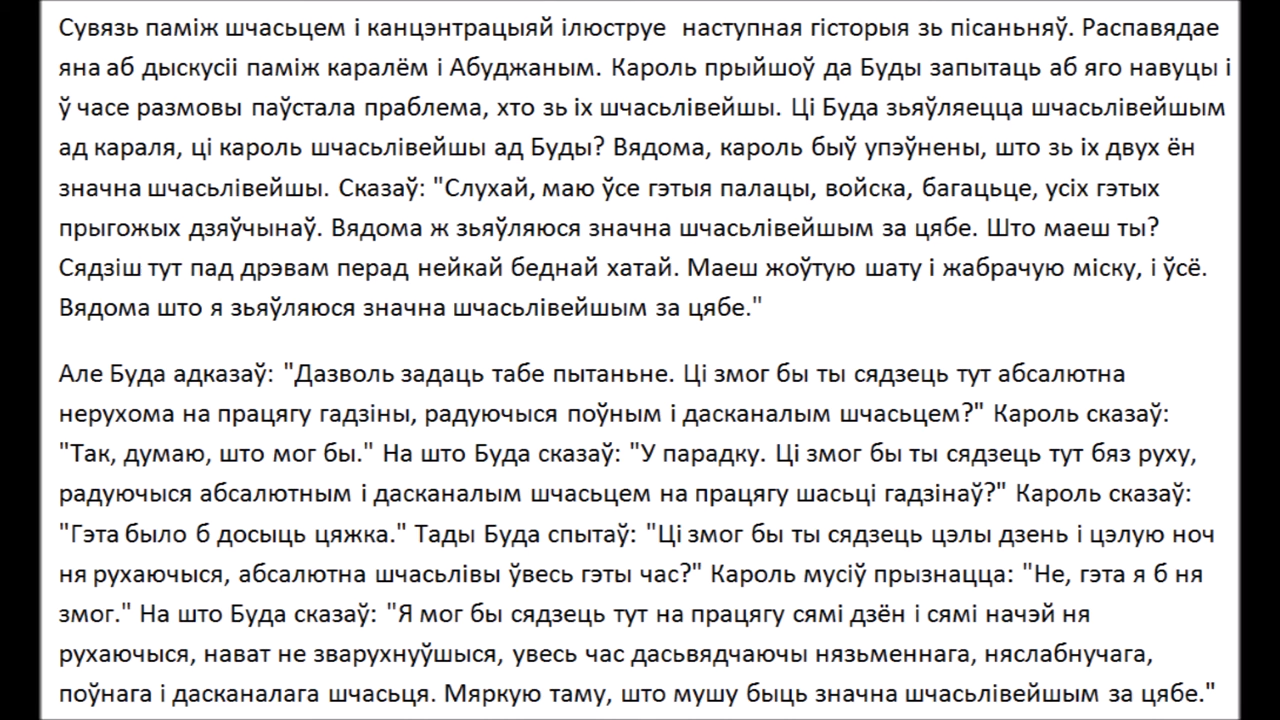 Сувязь паміж шчасьцем і канцэнтрацыяй ілюструе  наступная гісторыя зь пісаньняў. Распавядае
яна аб дыскусіі паміж каралём і Абуджаным. Кароль прыйшоў да Буды запытаць аб яго навуцы і
ў часе размовы паўстала праблема, хто зь іх шчасьлівейшы. Ці Буда зьяўляецца шчасьлівейшым
ад караля, ці кароль шчасьлівейшы ад Буды? Вядома, кароль быў упэўнены, што зь іх двух ён
значна шчасьлівейшы. Сказаў: "Слухай, маю ўсе гэтыя палацы, войска, багацьце, усіх гэтых
прыгожых дзяўчынаў. Вядома ж зьяўляюся значна шчасьлівейшым за цябе. Што маеш ты?
Сядзіш тут пад дрэвам перад нейкай беднай хатай. Маеш жоўтую шату і жабрачую міску, і ўсё.
Вядома што я зьяўляюся значна шчасьлівейшым за цябе."
Але Буда адказаў: "Дазволь задаць табе пытаньне. Ці змог бы ты сядзець тут абсалютна
нерухома на працягу гадзіны, радуючыся поўным і дасканалым шчасьцем?" Кароль сказаў:
"Так, думаю, што мог бы." На што Буда сказаў: "У парадку. Ці змог бы ты сядзець тут бяз руху,
радуючыся абсалютным і дасканалым шчасьцем на працягу шасьці гадзінаў?" Кароль сказаў:
"Гэта было б досыць цяжка." Тады Буда спытаў: "Ці змог бы ты сядзець цэлы дзень і цэлую ноч
ня рухаючыся, абсалютна шчасьлівы ўвесь гэты час?" Кароль мусіў прызнацца: "Не, гэта я б ня
змог." На што Буда сказаў: "Я мог бы сядзець тут на працягу сямі дзён і сямі начэй ня
рухаючыся, нават не зварухнуўшыся, увесь час дасьвядчаючы нязьменнага, няслабнучага,
поўнага і дасканалага шчасьця. Мяркую таму, што мушу быць значна шчасьлівейшым за цябе."